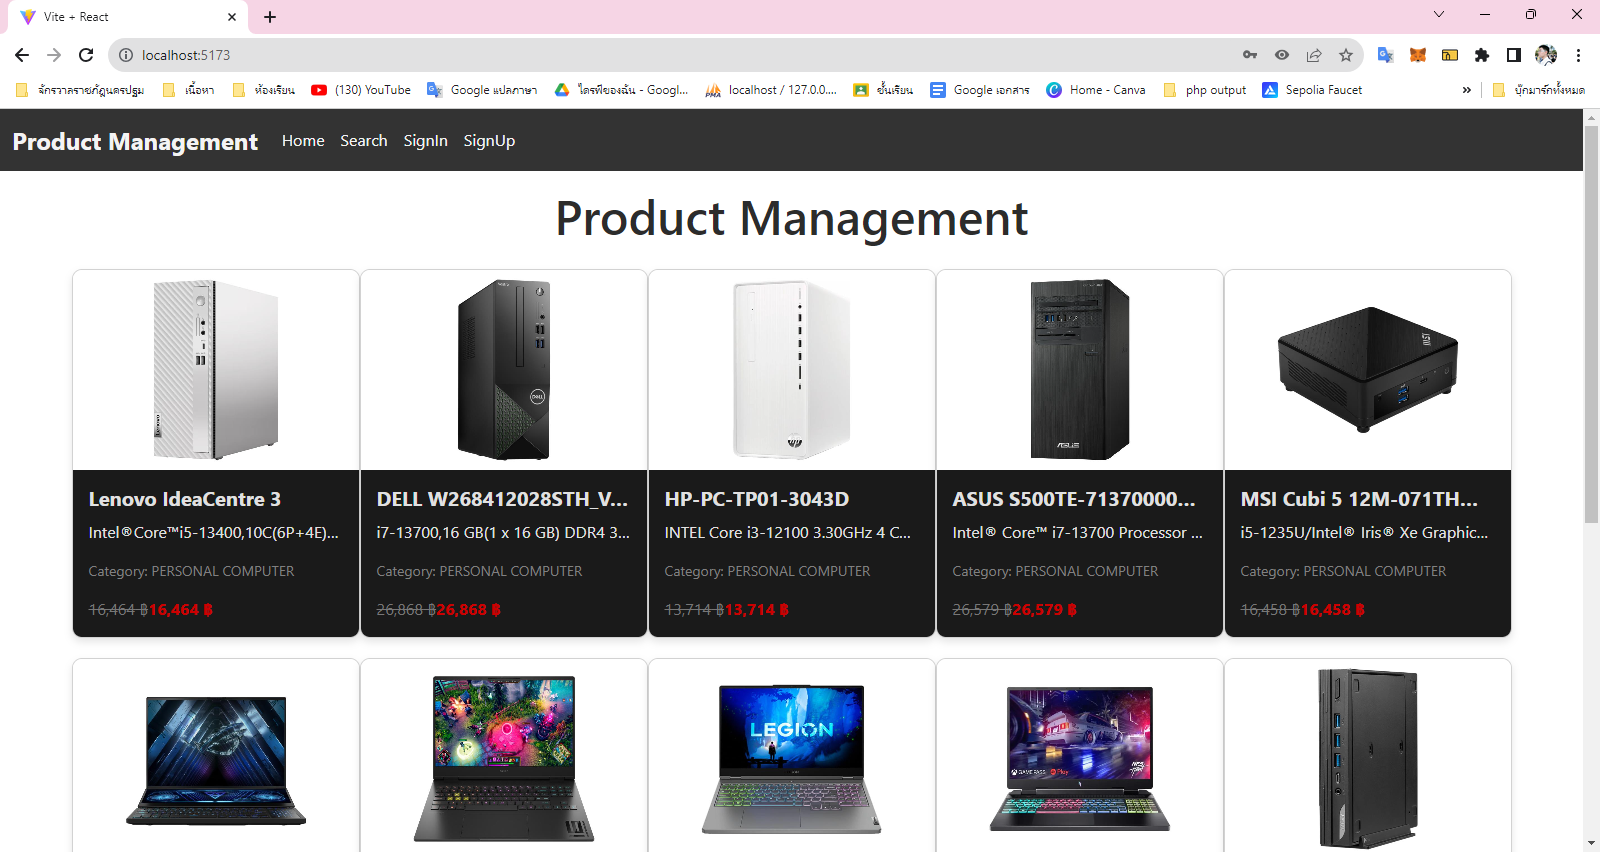 Vite + React
localhost:5173
จักรวาลราชภัฏนครปฐม เนื้อหา ห้องเรียน (130) YouTube Google แปลภาษา ไดรฟ์ของฉัน - Googl... localhost / 127.0.0.... ชั้นเรียน Google เอกสาร Home - Canva php output Sepolia Faucet » บุ๊กมาร์กทั้งหมด
Product Management Home Search SignIn SignUp
Product Management
DELL
hp
ASUS
msi
Lenovo IdeaCentre 3
Intel®Core™i5-13400,10C(6P+4E)...
Category: PERSONAL COMPUTER
16,464 ฿16,464 ฿
DELL W268412028STH_V...
i7-13700,16 GB(1 x 16 GB) DDR4 3...
Category: PERSONAL COMPUTER
26,868 ฿26,868 ฿
HP-PC-TP01-3043D
INTEL Core i3-12100 3.30GHz 4 C...
Category: PERSONAL COMPUTER
13,714 ฿13,714 ฿
ASUS S500TE-71370000...
Intel® Core™ i7-13700 Processor ...
Category: PERSONAL COMPUTER
26,579 ฿26,579 ฿
MSI Cubi 5 12M-071TH...
i5-1235U/Intel® Iris® Xe Graphic...
Category: PERSONAL COMPUTER
16,458 ฿16,458 ฿
LEGION
GAME PASS Play